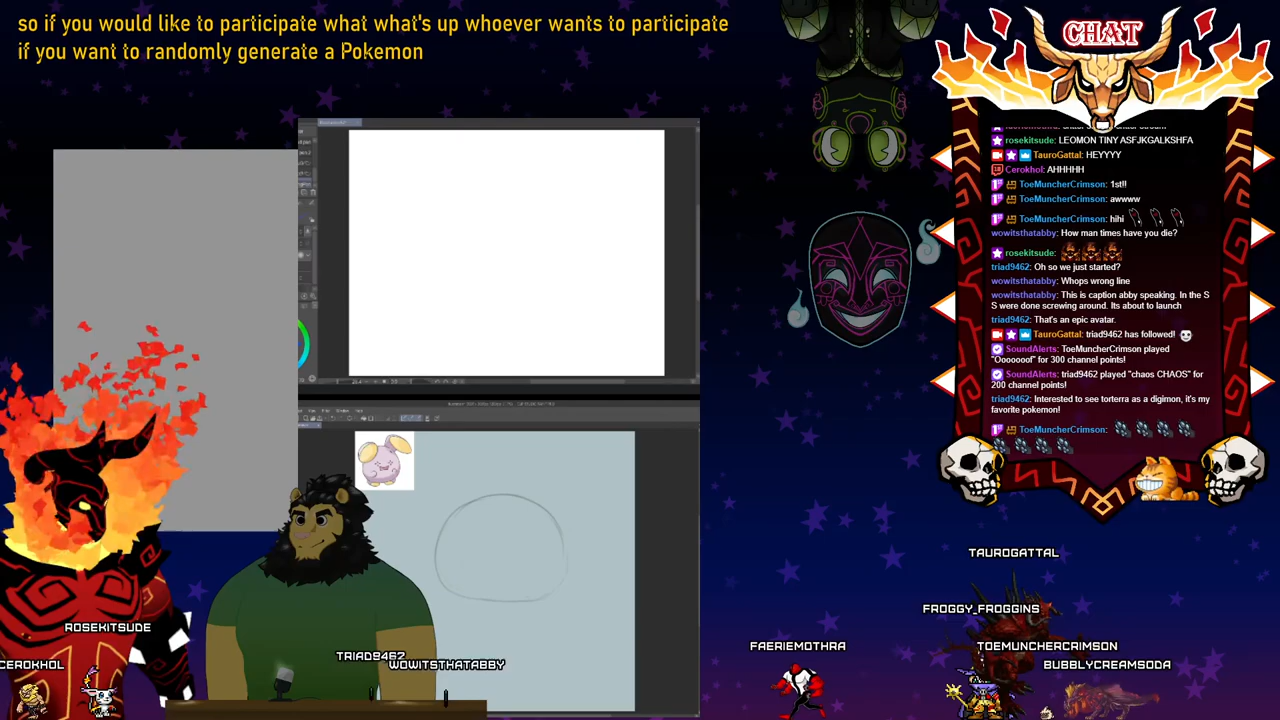 so if you would like to participate what what's up whoever wants to participate
if you want to randomly generate a Pokemon
CHAT
rosekitsude: LEOMON TINY ASFJKGALKSHFA
TauroGattal: HEYYYY
Cerokhol: AHHHHH
ToeMuncherCrimson: 1st!!
ToeMuncherCrimson: awwww
ToeMuncherCrimson: hihi
wowitsthatabby: How man times have you die?
rosekitsude:
triad9462: Oh so we just started?
wowitsthatabby: Whops wrong line
wowitsthatabby: This is caption abby speaking. In the S
S were done screwing around. Its about to launch
triad9462: That's an epic avatar.
TauroGattal: triad9462 has followed!
SoundAlerts: ToeMuncherCrimson played
"Ooooooof" for 300 channel points!
SoundAlerts: triad9462 played "chaos CHAOS" for
200 channel points!
triad9462: Interested to see torterra as a digimon, it's my
favorite pokemon!
ToeMuncherCrimson:
TAUROGATTAL
FROGGY_FROGGINS
ROSEKITSUDE
FAERIEMOTHRA
TOEMUNCHERCRIMSON
TRIAD9462
WOWITSTHATABBY
CEROKHOL
BUBBLYCREAMSODA